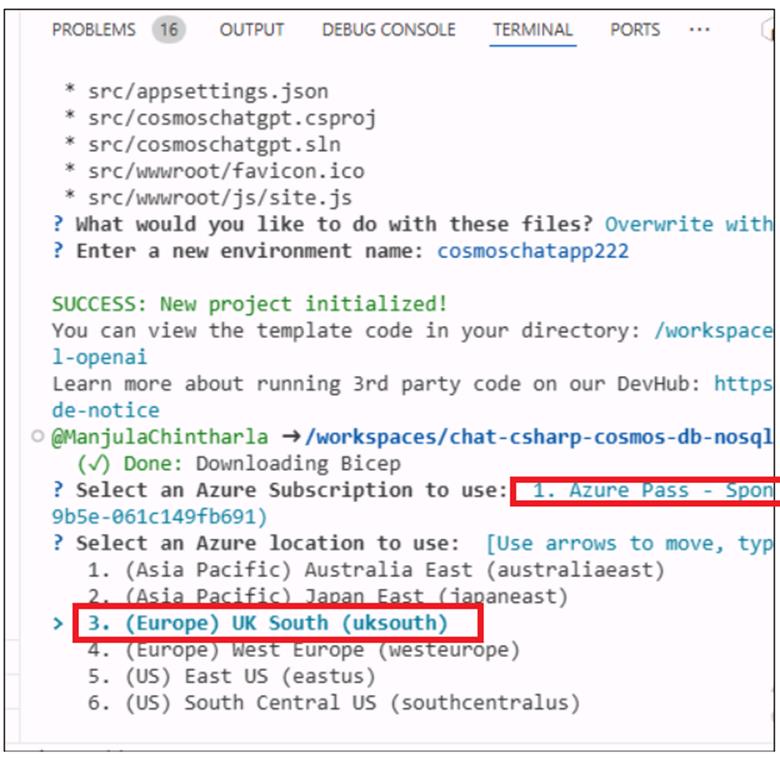 PROBLEMS 16 OUTPUT DEBUG CONSOLE TERMINAL PORTS ···
* src/appsettings.json
* src/cosmoschatgpt.csproj
* src/cosmoschatgpt.sln
* src/wwwroot/favicon.ico
* src/wwwroot/js/site.js
? What would you like to do with these files? Overwrite with
? Enter a new environment name: cosmoschatapp222
SUCCESS: New project initialized!
You can view the template code in your directory: /workspace
l-openai
Learn more about running 3rd party code on our DevHub: https
de-notice
@ManjulaChintharla → /workspaces/chat-csharp-cosmos-db-nosql
(✓) Done: Downloading Bicep
? Select an Azure Subscription to use: 1. Azure Pass - Spon
9b5e-061c149fb691)
? Select an Azure location to use: [Use arrows to move, typ
1. (Asia Pacific) Australia East (australiaeast)
2. (Asia Pacific) Japan East (japaneast)
> 3. (Europe) UK South (uksouth)
4. (Europe) West Europe (westeurope)
5. (US) East US (eastus)
6. (US) South Central US (southcentralus)